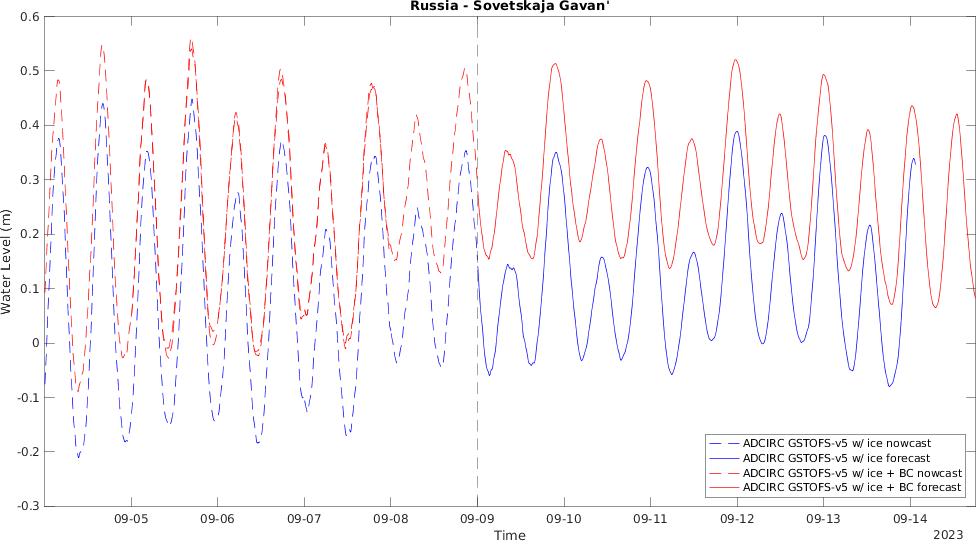 Russia - Sovetskaja Gavan'
0.6
0.5
0.4
0.3
0.2
0.1
0
-0.1
-0.2
-0.3
Water Level (m)
ADCIRC GSTOFS-v5 w/ ice nowcast
ADCIRC GSTOFS-v5 w/ ice forecast
ADCIRC GSTOFS-v5 w/ ice + BC nowcast
ADCIRC GSTOFS-v5 w/ ice + BC forecast
09-05 09-06 09-07 09-08 09-09 09-10 09-11 09-12 09-13 09-14
Time
2023